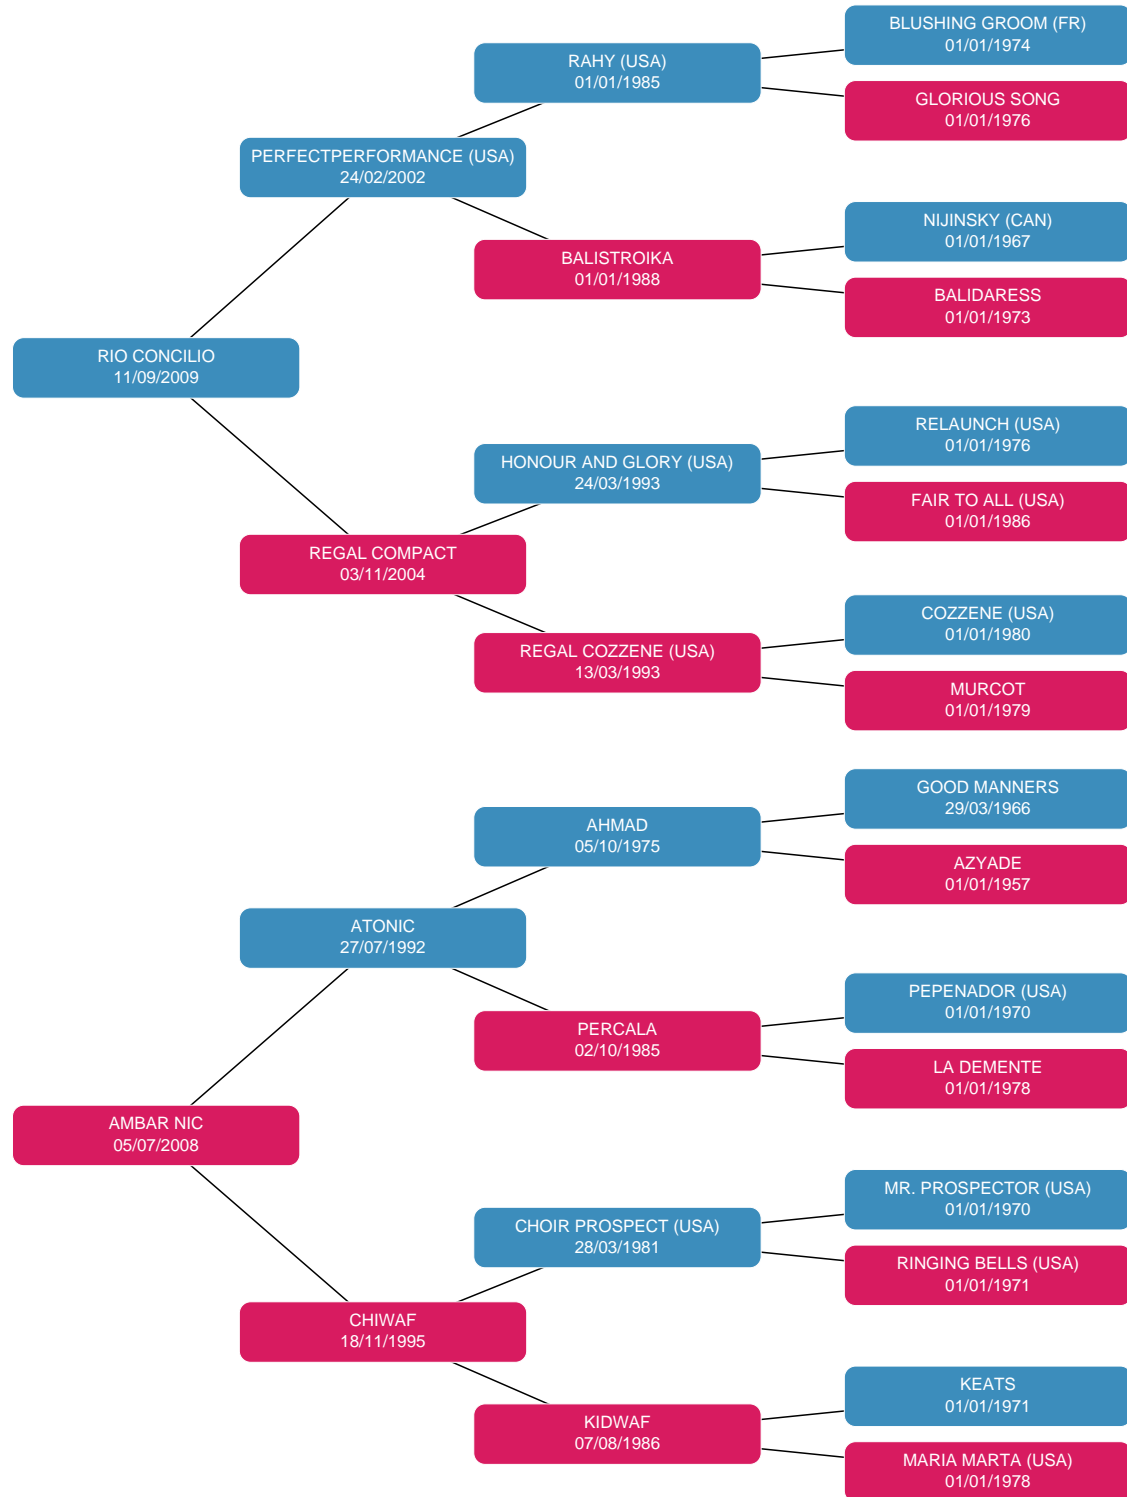 BLUSHING GROOM (FR)
01/01/1974
RAHY (USA)
01/01/1985
GLORIOUS SONG
01/01/1976
PERFECTPERFORMANCE (USA)
24/02/2002
NIJINSKY (CAN)
01/01/1967
BALISTROIKA
01/01/1988
BALIDARESS
01/01/1973
RIO CONCILIO
11/09/2009
RELAUNCH (USA)
01/01/1976
HONOUR AND GLORY (USA)
24/03/1993
FAIR TO ALL (USA)
01/01/1986
REGAL COMPACT
03/11/2004
COZZENE (USA)
01/01/1980
REGAL COZZENE (USA)
13/03/1993
MURCOT
01/01/1979
GOOD MANNERS
29/03/1966
AHMAD
05/10/1975
AZYADE
01/01/1957
ATONIC
27/07/1992
PEPENADOR (USA)
01/01/1970
PERCALA
02/10/1985
LA DEMENTE
01/01/1978
AMBAR NIC
05/07/2008
MR. PROSPECTOR (USA)
01/01/1970
CHOIR PROSPECT (USA)
28/03/1981
RINGING BELLS (USA)
01/01/1971
CHIWAF
18/11/1995
KEATS
01/01/1971
KIDWAF
07/08/1986
MARIA MARTA (USA)
01/01/1978